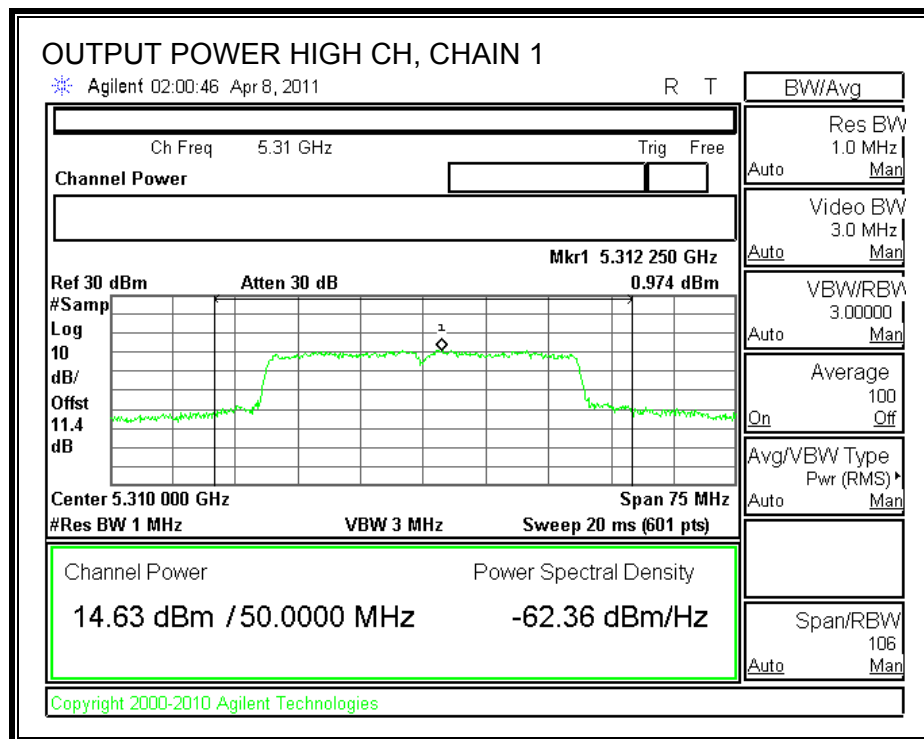 OUTPUT POWER HIGH CH, CHAIN 1
Agilent 02:00:46 Apr 8, 2011 R T
BW/Avg
Ch Freq 5.31 GHz Trig Free
Channel Power
Mkr1 5.312 250 GHz
Ref 30 dBm Atten 30 dB 0.974 dBm
#Samp
Log
10
dB/
Offst
11.4
dB
1
Center 5.310 000 GHz Span 75 MHz
#Res BW 1 MHz VBW 3 MHz Sweep 20 ms (601 pts)
Channel Power Power Spectral Density
14.63 dBm / 50.0000 MHz -62.36 dBm/Hz
Res BW
1.0 MHz
Auto Man
Video BW
3.0 MHz
Auto Man
VBW/RBW
3.00000
Auto Man
Average
100
On Off
Avg/VBW Type
Pwr (RMS)
Auto Man
Span/RBW
106
Auto Man
Copyright 2000-2010 Agilent Technologies